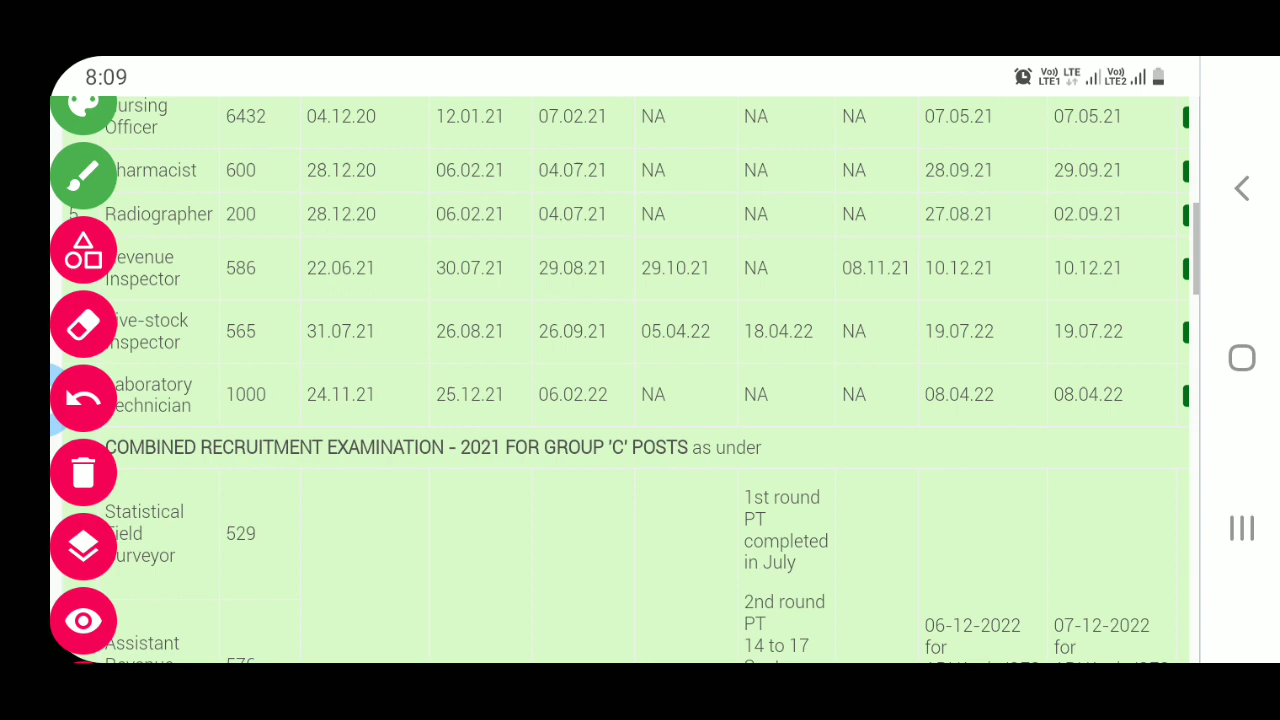 8:09
Vo)) LTE Vo))
LTE1 LTE2
ursing
Officer 6432 04.12.20 12.01.21 07.02.21 NA NA NA 07.05.21 07.05.21
harmacist 600 28.12.20 06.02.21 04.07.21 NA NA NA 28.09.21 29.09.21
5 Radiographer 200 28.12.20 06.02.21 04.07.21 NA NA NA 27.08.21 02.09.21
evenue
Inspector 586 22.06.21 30.07.21 29.08.21 29.10.21 NA 08.11.21 10.12.21 10.12.21
ive-stock
nspector 565 31.07.21 26.08.21 26.09.21 05.04.22 18.04.22 NA 19.07.22 19.07.22
aboratory
echnician 1000 24.11.21 25.12.21 06.02.22 NA NA NA 08.04.22 08.04.22
COMBINED RECRUITMENT EXAMINATION - 2021 FOR GROUP 'C' POSTS as under
Statistical
ield
urveyor
529
1st round
PT
completed
in July
2nd round
PT
14 to 17
Assistant
06-12-2022
for
07-12-2022
for